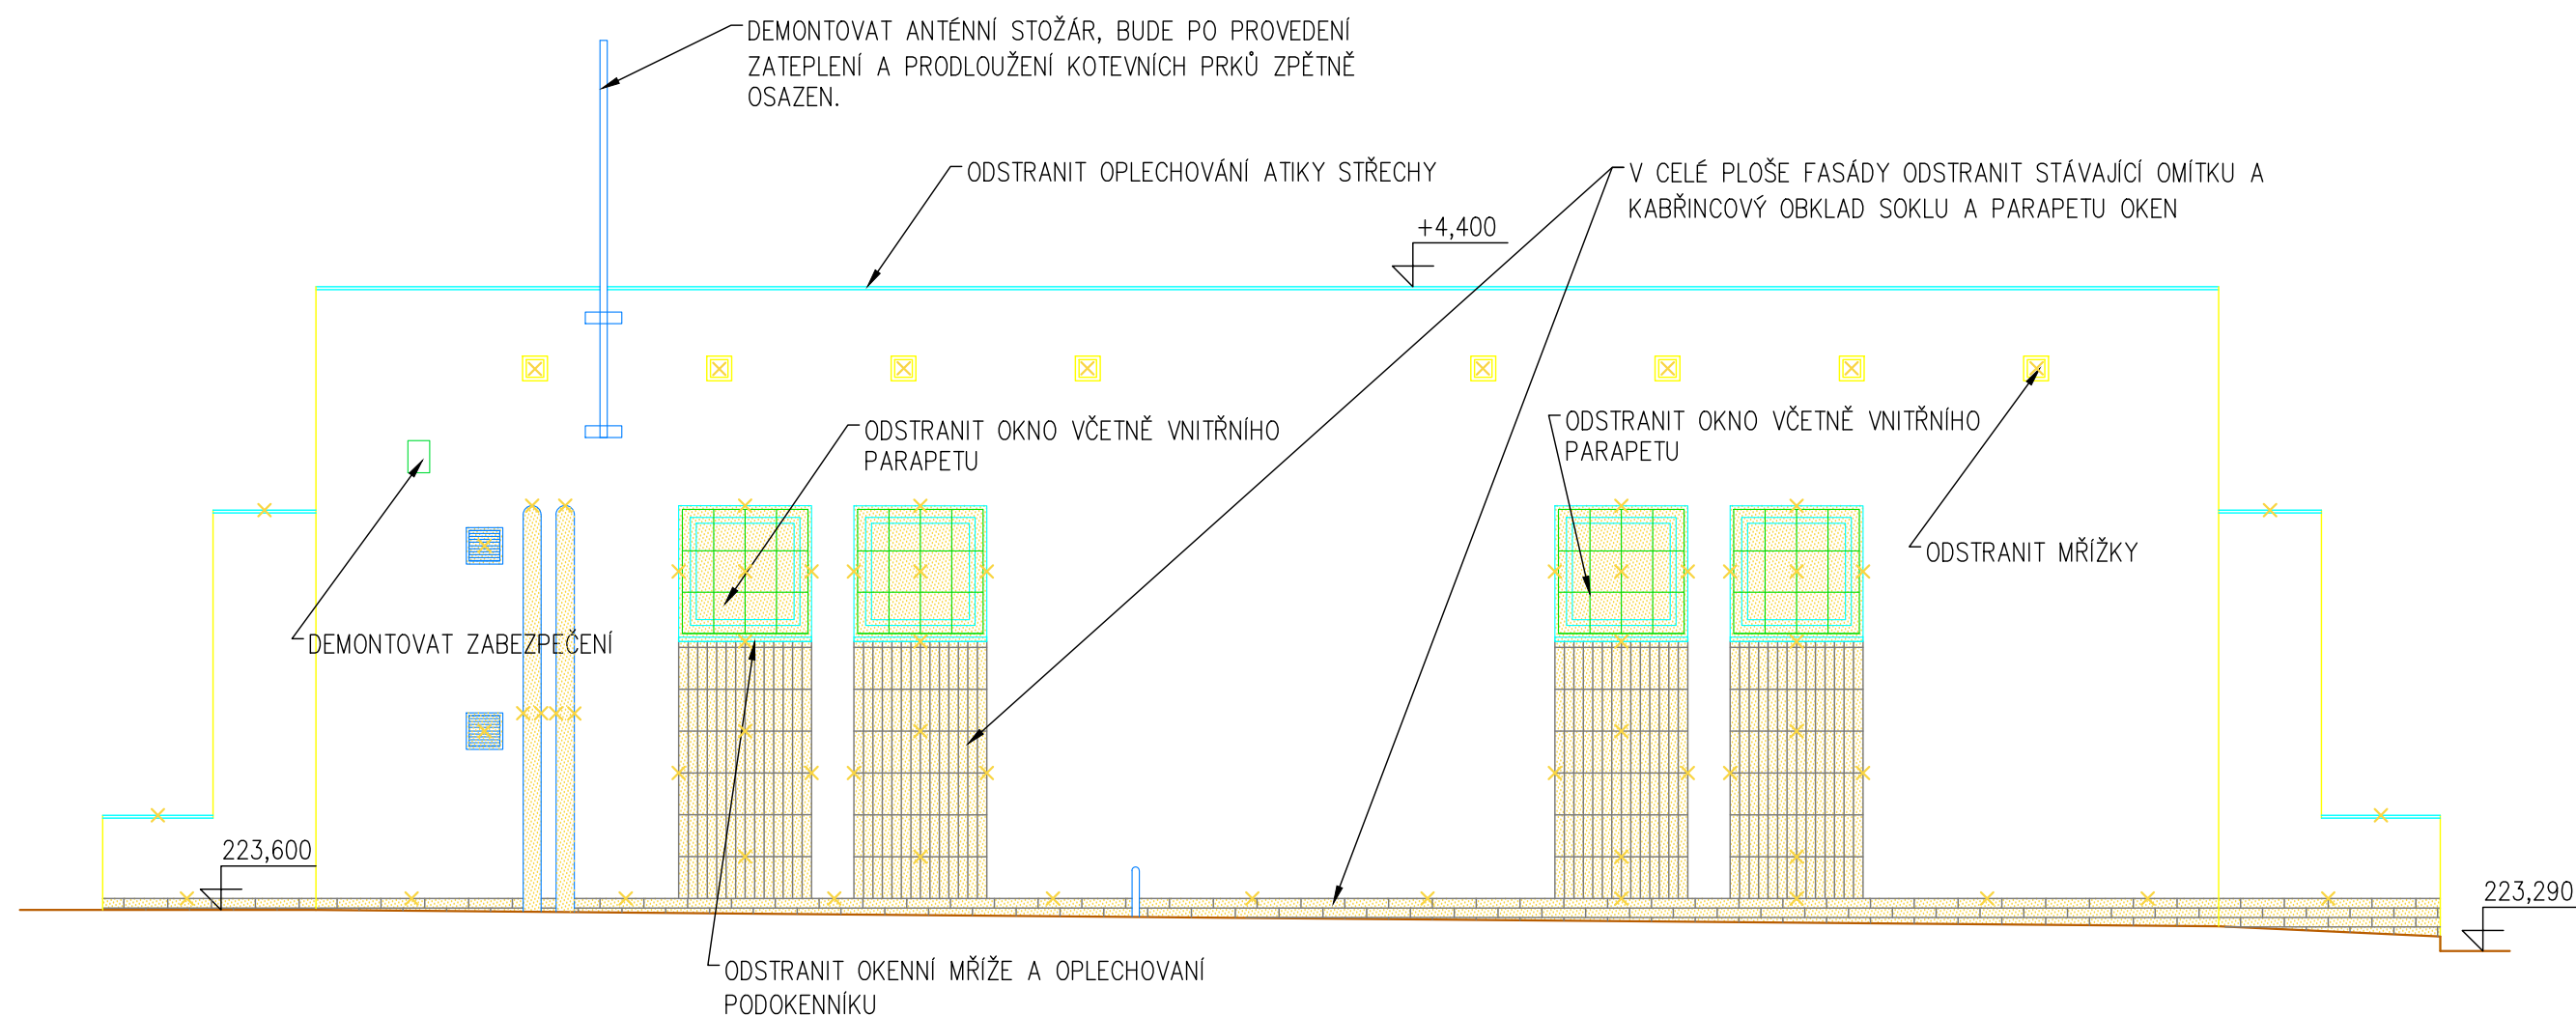 DEMONTOVAT ANTÉNNÍ STOŽÁR, BUDE PO PROVEDENÍ
ZATEPLENÍ A PRODLOUŽENÍ KOTEVNÍCH PRKŮ ZPĚTNĚ
OSAZEN.
ODSTRANIT OPLECHOVÁNÍ ATIKY STŘECHY
V CELÉ PLOŠE FASÁDY ODSTRANIT STÁVAJÍCÍ OMÍTKU A
KABŘINCOVÝ OBKLAD SOKLU A PARAPETU OKEN
+4,400
ODSTRANIT OKNO VČETNĚ VNITŘNÍHO
PARAPETU
ODSTRANIT OKNO VČETNĚ VNITŘNÍHO
PARAPETU
ODSTRANIT MŘÍŽKY
DEMONTOVAT ZABEZPEČENÍ
223,600
223,290
ODSTRANIT OKENNÍ MŘÍŽE A OPLECHOVANÍ
PODOKENNÍKU